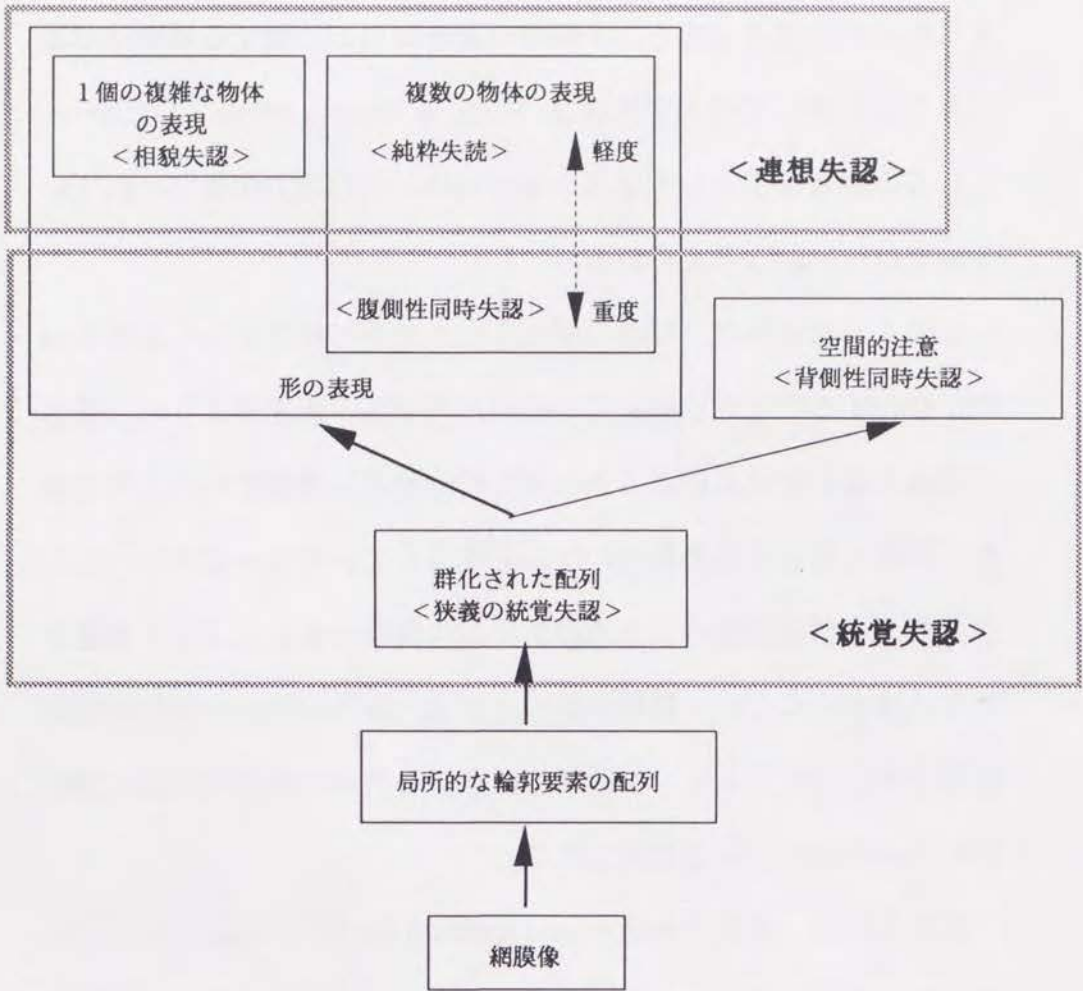 1個の複雑な物体
の表現
<相貌失認>
複数の物体の表現
<純粋失読>
軽度
<連想失認>
<腹側性同時失認>
重度
形の表現
空間的注意
<背側性同時失認>
群化された配列
<狭義の統覚失認>
<統覚失認>
局所的な輪郭要素の配列
網膜像